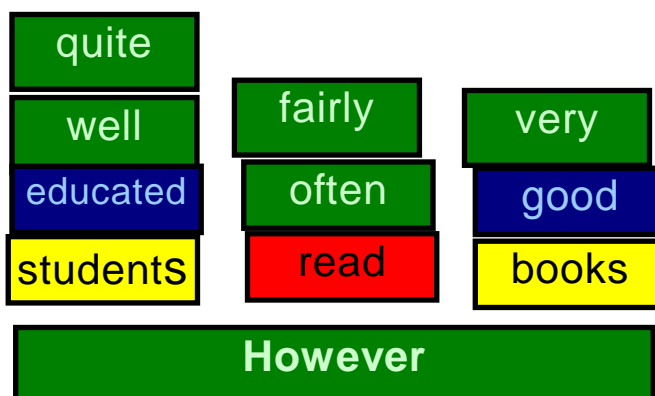 quite
well
educated
students
fairly
often
read
very
good
books
However